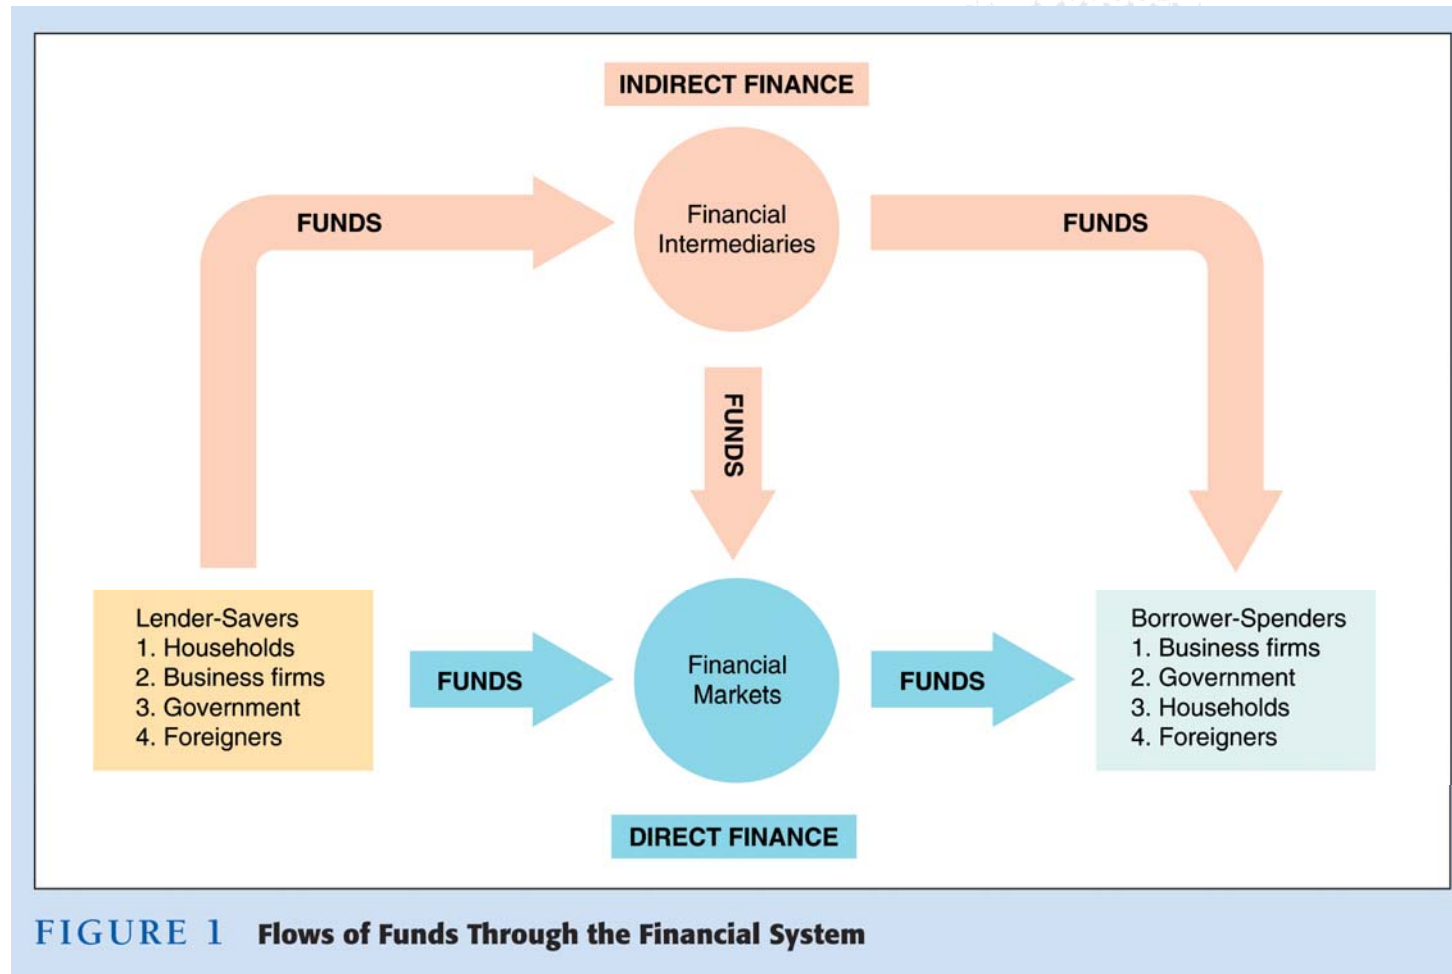 INDIRECT FINANCE
FUNDS
Financial
Intermediaries
FUNDS
FUNDS
Lender-Savers
1. Households
2. Business firms
3. Government
4. Foreigners
FUNDS
Financial
Markets
FUNDS
Borrower-Spenders
1. Business firms
2. Government
3. Households
4. Foreigners
DIRECT FINANCE
FIGURE 1 Flows of Funds Through the Financial System